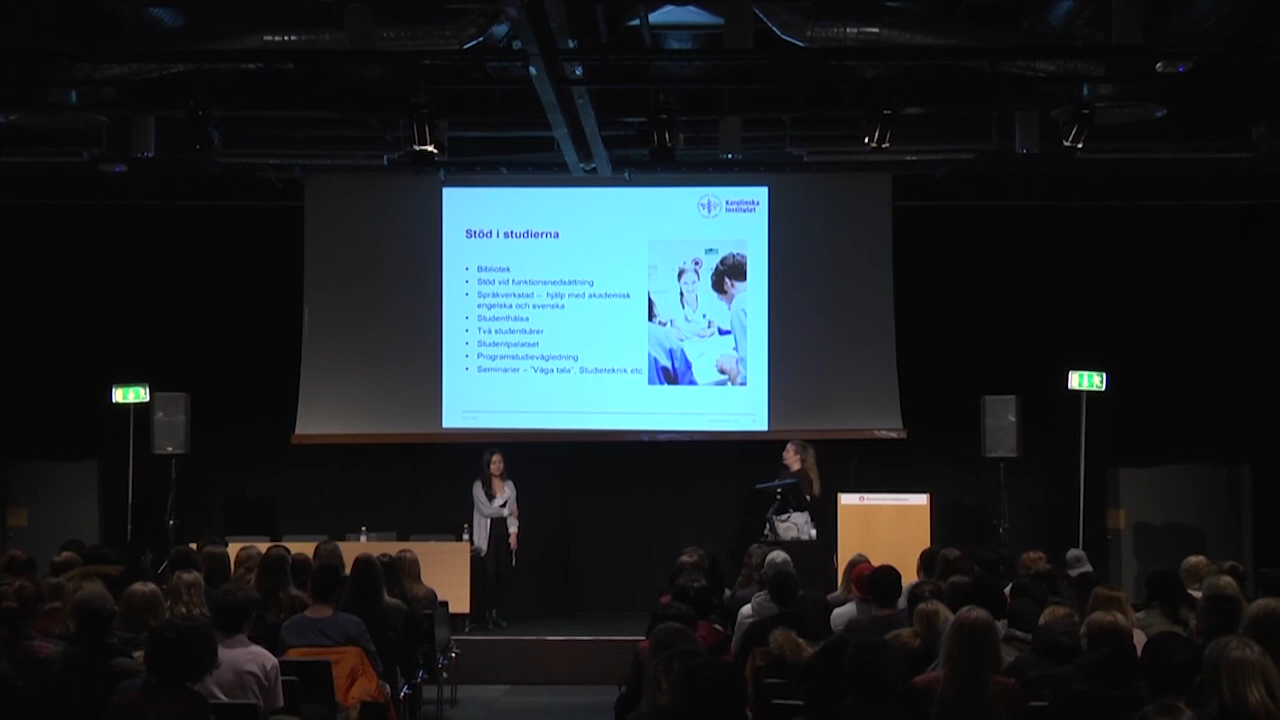 Karolinska
Institutet
Stöd i studierna
• Bibliotek
• Stöd vid funktionsnedsättning
• Språkverkstad – hjälp med akademisk
engelska och svenska
• Studenthälsa
• Två studentkårer
• Studentpalatset
• Programstudievägledning
• Seminarier – "Våga tala", Studieteknik etc.